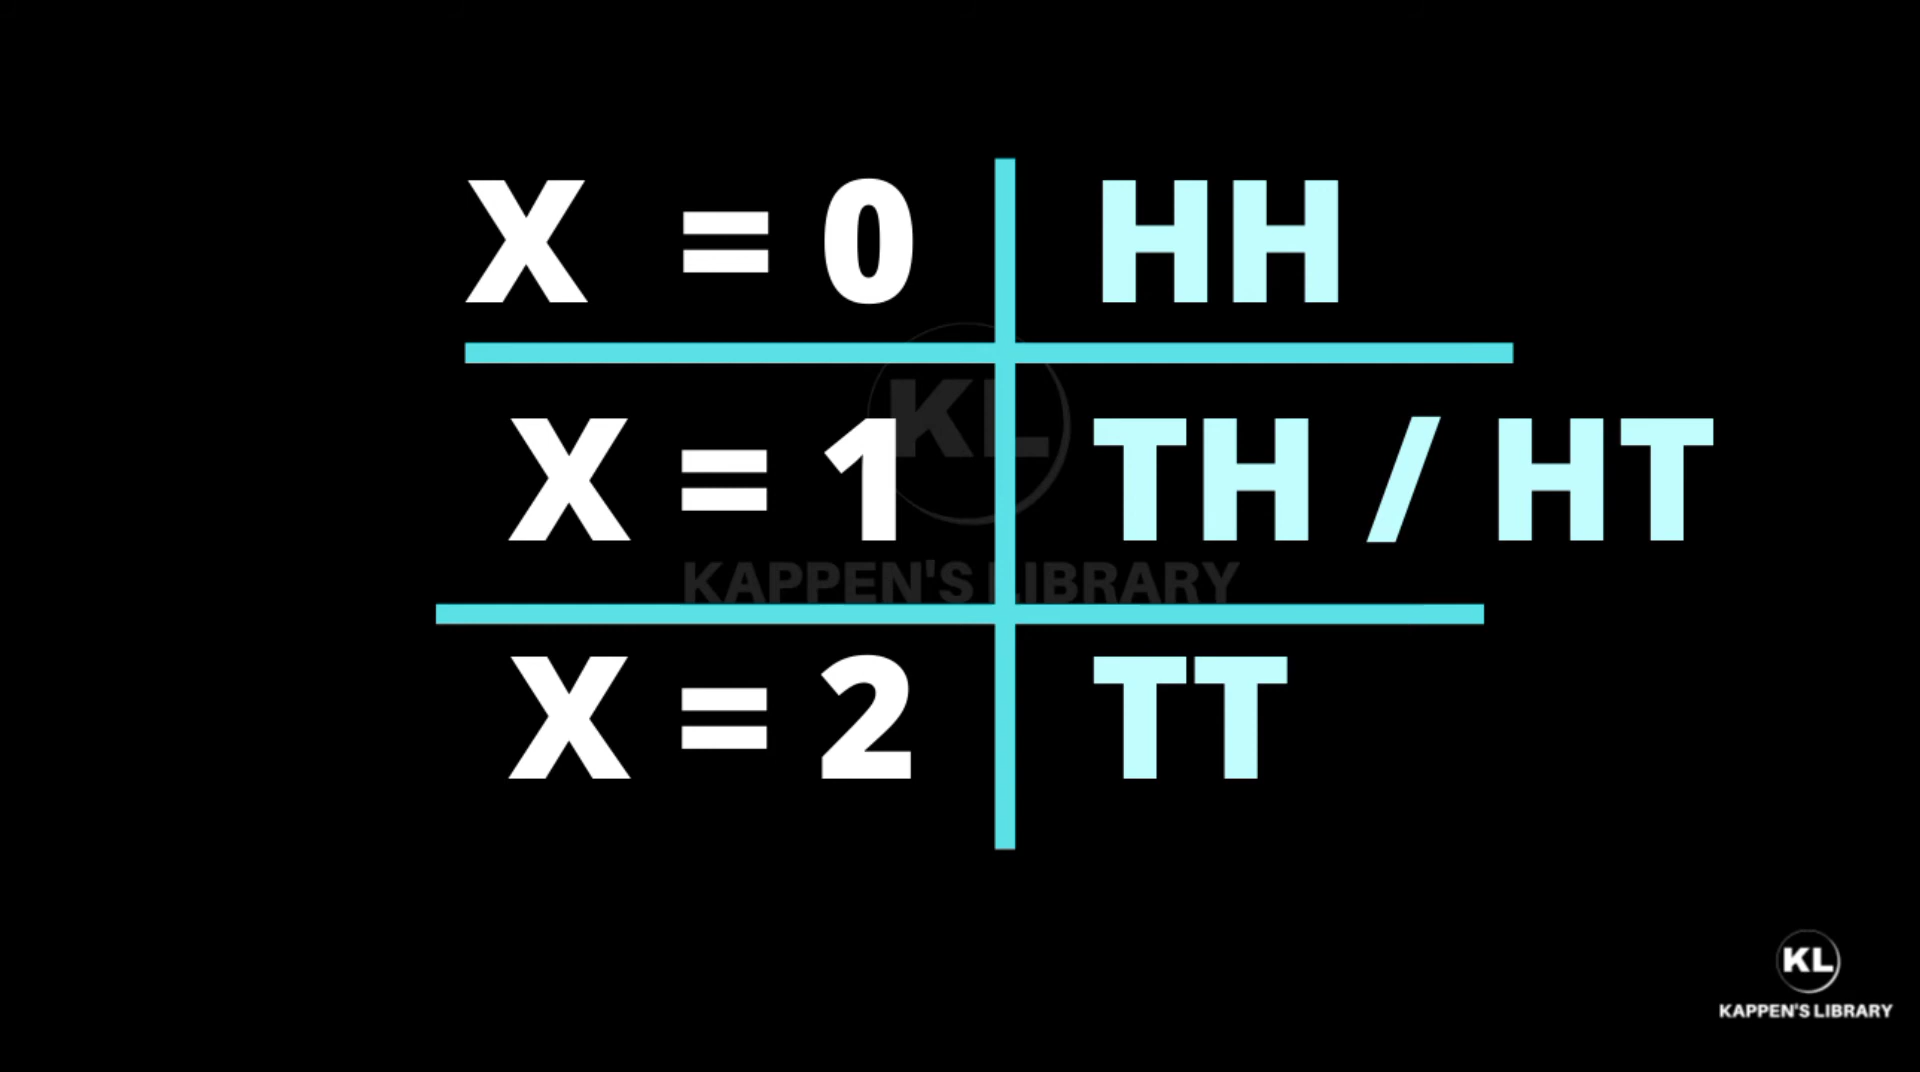 X = 0 HH
KL
X = 1 TH / HT
KAPPEN'S LIBRARY
X = 2 TT
KL
KAPPEN'S LIBRARY